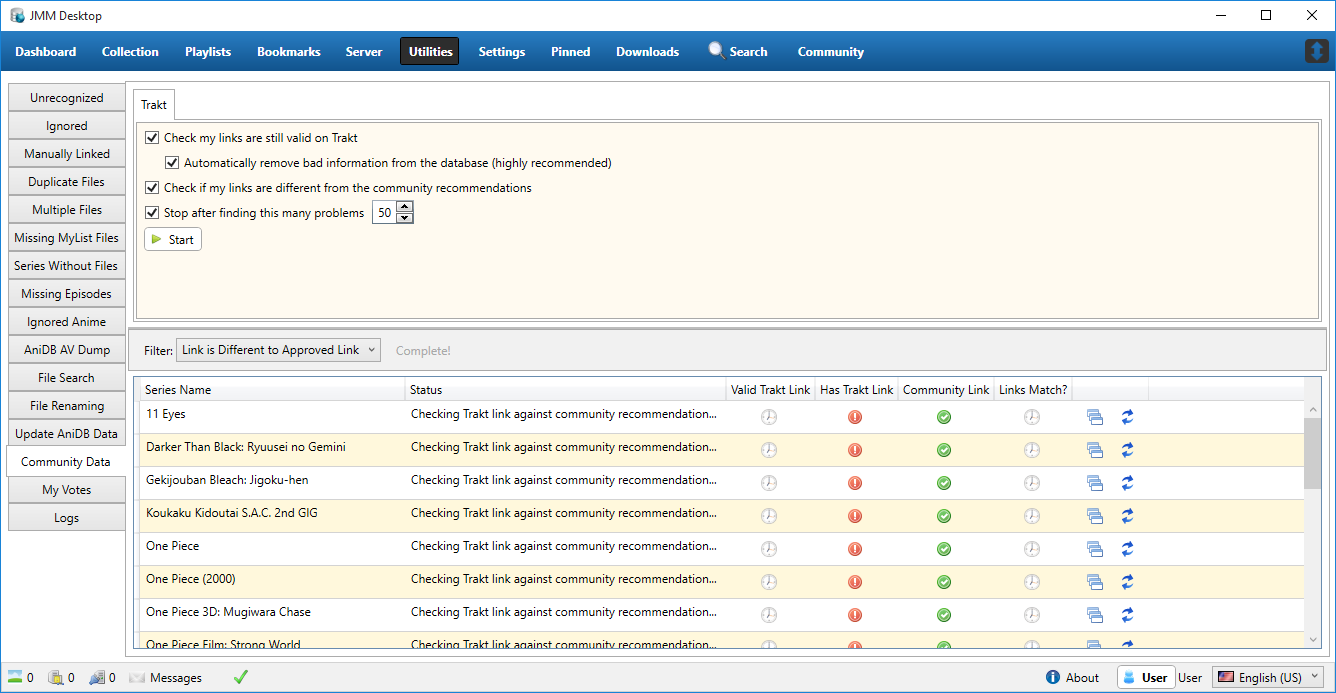 JMM Desktop
Dashboard Collection Playlists Bookmarks Server Utilities Settings Pinned Downloads Search Community
Unrecognized
Ignored
Manually Linked
Duplicate Files
Multiple Files
Missing MyList Files
Series Without Files
Missing Episodes
Ignored Anime
AniDB AV Dump
File Search
File Renaming
Update AniDB Data
Community Data
My Votes
Logs
Trakt
Check my links are still valid on Trakt
Automatically remove bad information from the database (highly recommended)
Check if my links are different from the community recommendations
Stop after finding this many problems 50
Start
Filter: Link is Different to Approved Link Complete!
Series Name Status Valid Trakt Link Has Trakt Link Community Link Links Match?
11 Eyes Checking Trakt link against community recommendation...
Darker Than Black: Ryuusei no Gemini Checking Trakt link against community recommendation...
Gekijouban Bleach: Jigoku-hen Checking Trakt link against community recommendation...
Koukaku Kidoutai S.A.C. 2nd GIG Checking Trakt link against community recommendation...
One Piece Checking Trakt link against community recommendation...
One Piece (2000) Checking Trakt link against community recommendation...
One Piece 3D: Mugiwara Chase Checking Trakt link against community recommendation...
One Piece Film: Strong World Checking Trakt link against community recommendation...
0 0 0 Messages About User User English (US)